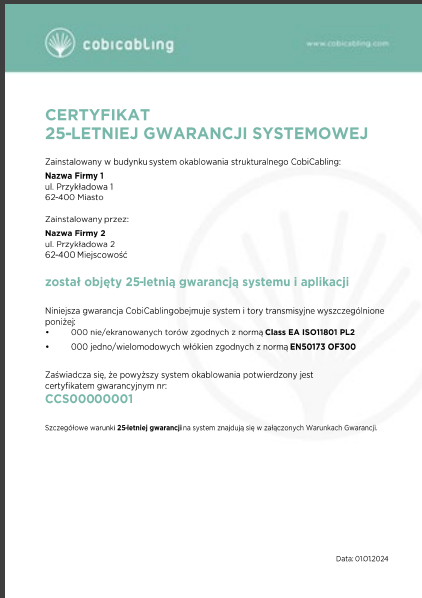 cobicabling
www.cobicabling.com
CERTYFIKAT
25-LETNIEJ GWARANCJI SYSTEMOWEJ
Zainstalowany w budynku system okablowania strukturalnego CobiCabling:
Nazwa Firmy 1
ul. Przykładowa 1
62-400 Miasto
Zainstalowany przez:
Nazwa Firmy 2
ul. Przykładowa 2
62-400 Miejscowość
został objęty 25-letnią gwarancją systemu i aplikacji
Niniejsza gwarancja CobiCablingobejmuje system i tory transmisyjne wyszczególnione
poniżej:
• 000 nie/ekranowanych torów zgodnych z normą Class EA ISO11801 PL2
• 000 jedno/wielomodowych włókien zgodnych z normą EN50173 OF300
Zaświadcza się, że powyższy system okablowania potwierdzony jest
certyfikatem gwarancyjnym nr:
CCS00000001
Szczegółowe warunki 25-letniej gwarancji na system znajdują się w załączonych Warunkach Gwarancji.
Data: 01.01.2024